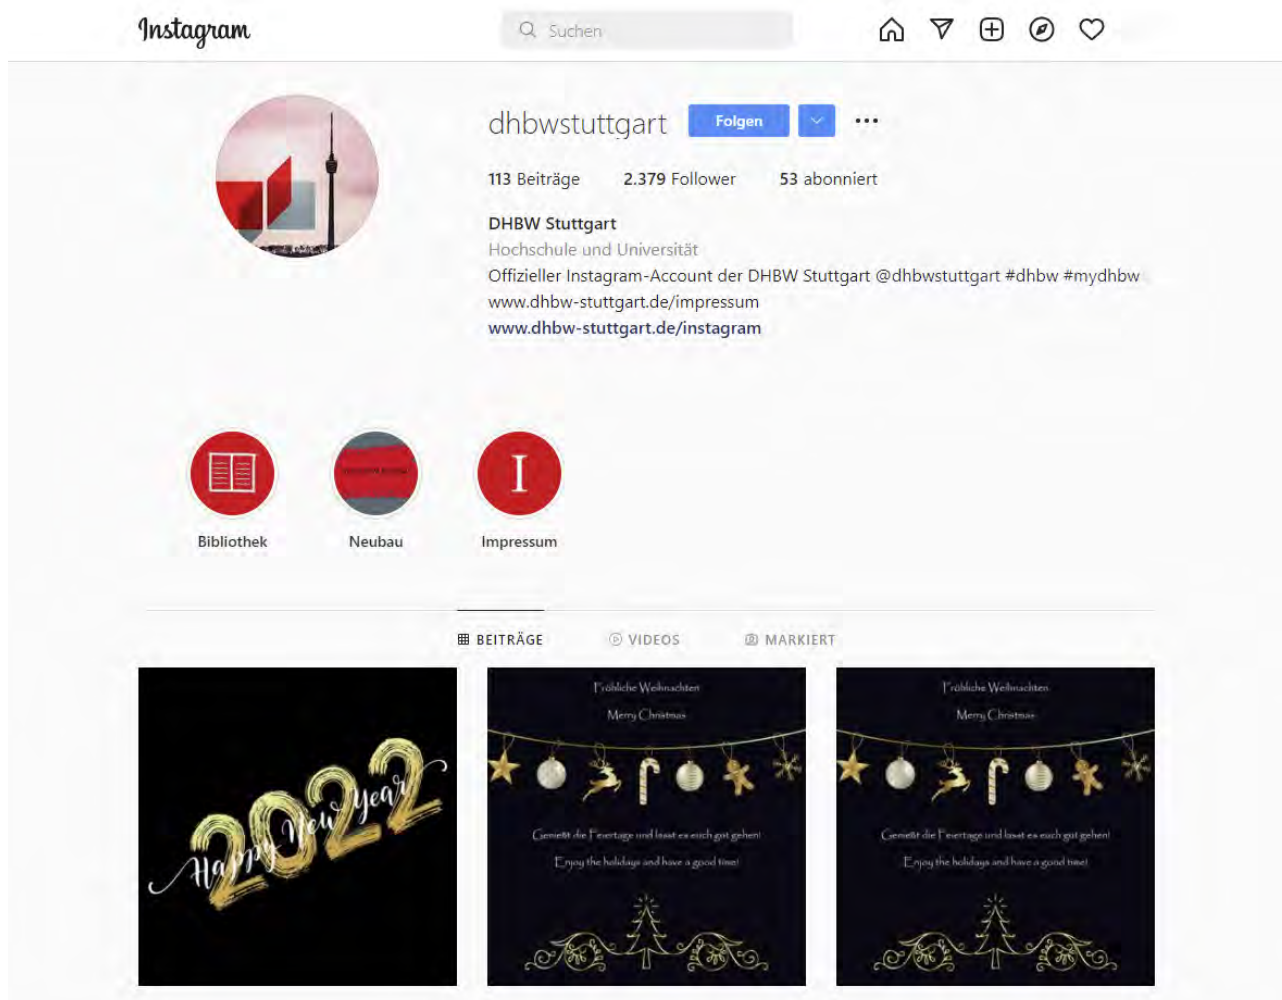 Instagram
Suchen
dhbwstuttgart Folgen
113 Beiträge 2.379 Follower 53 abonniert
DHBW Stuttgart
Hochschule und Universität
Offizieller Instagram-Account der DHBW Stuttgart @dhbwstuttgart #dhbw #mydhbw
www.dhbw-stuttgart.de/impressum
www.dhbw-stuttgart.de/instagram
I
Bibliothek Neubau Impressum
BEITRÄGE VIDEOS MARKIERT
2022
Happy New Year
Fröhliche Weihnachten
Merry Christmas
Genießt die Feiertage und lasst es euch gut gehen!
Enjoy the holidays and have a good time!
Fröhliche Weihnachten
Merry Christmas
Genießt die Feiertage und lasst es euch gut gehen!
Enjoy the holidays and have a good time!